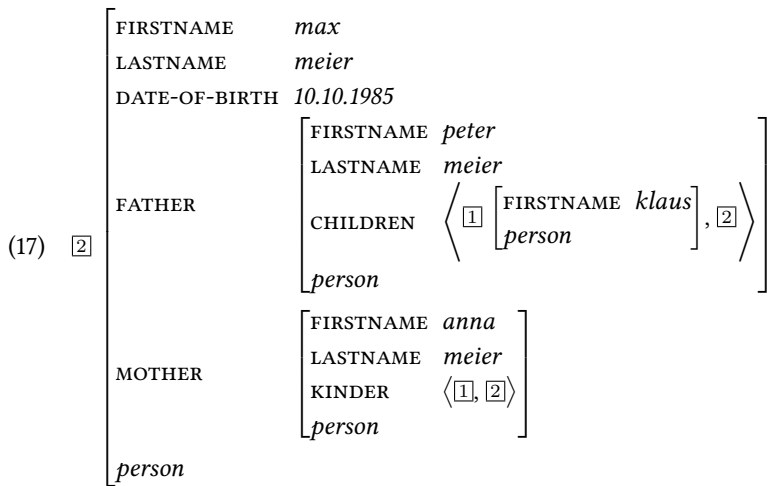 FIRSTNAME max
LASTNAME meier
DATE-OF-BIRTH 10.10.1985
FIRSTNAME peter
LASTNAME meier
FATHER
CHILDREN ⟨ 1 [FIRSTNAME klaus
person], 2 ⟩
person
(17) 2
FIRSTNAME anna
LASTNAME meier
MOTHER
KINDER ⟨1, 2⟩
person
person